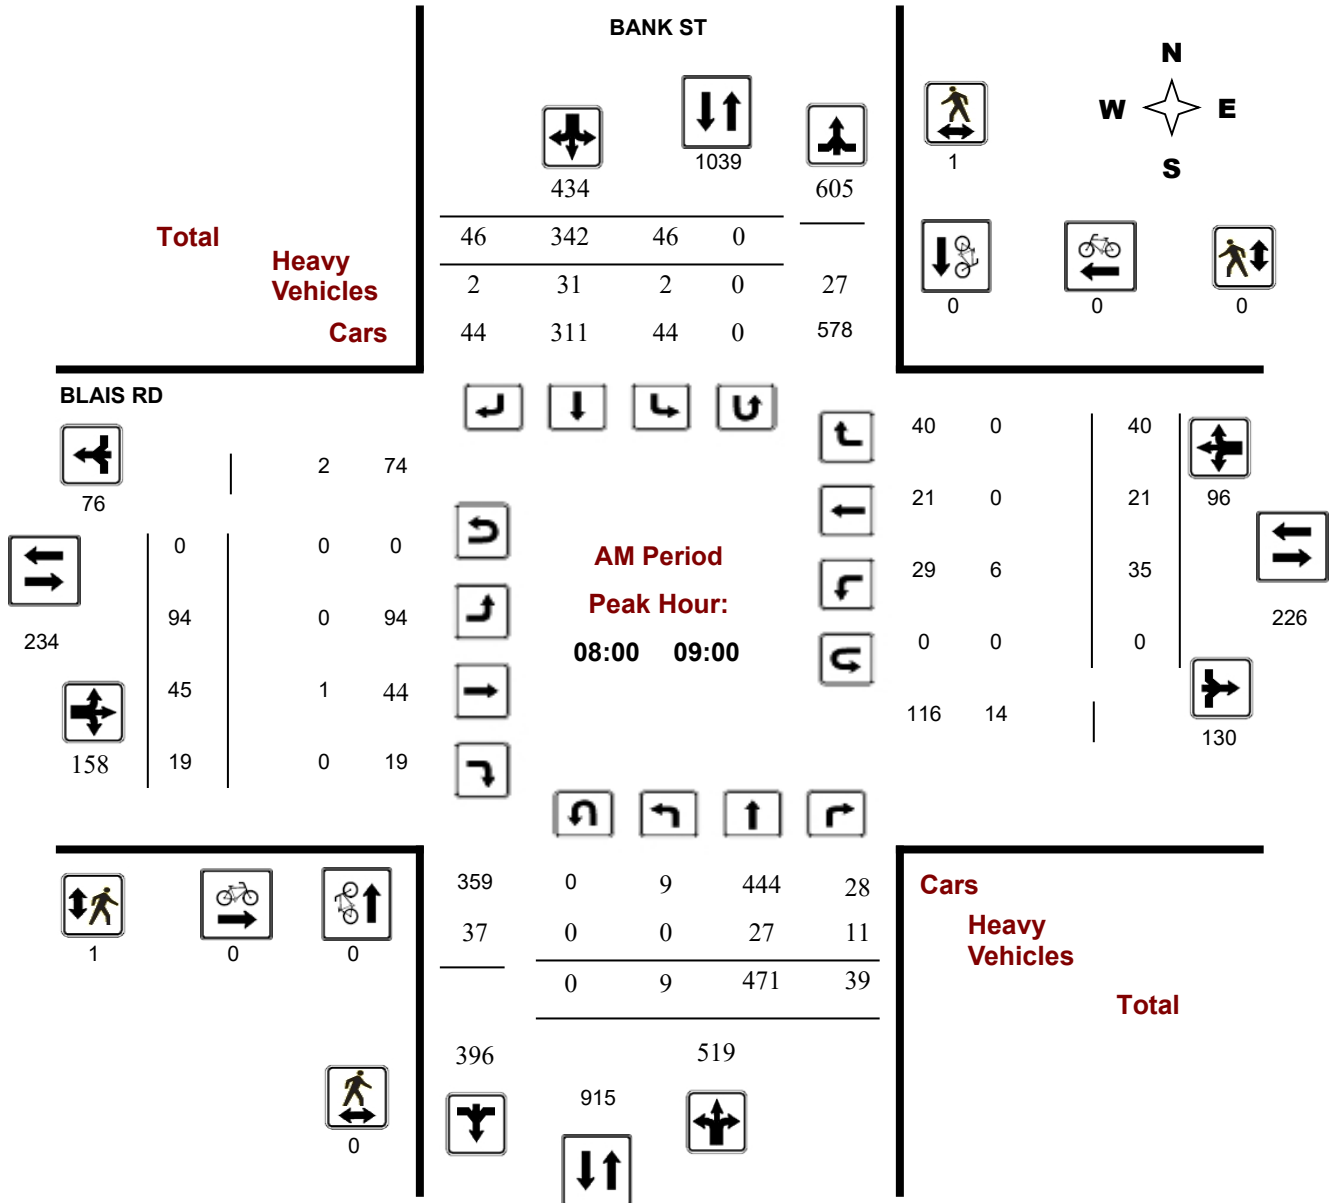 BANK ST
N
W E
S
1039
1
434
605
Total
46 342 46 0
Heavy
Vehicles
2 31 2 0 27
0 0 0
Cars
44 311 44 0 578
BLAIS RD
40 0 40
2 74
76
21 0 21 96
0 0 0
AM Period
29 6 35
Peak Hour:
94 0 94
234
226
08:00 09:00
0 0 0
45 1 44
116 14
130
158 19 0 19
359 0 9 444 28
Cars
37 0 0 27 11
Heavy
Vehicles
1 0 0
0 9 471 39
Total
396 519
915
0